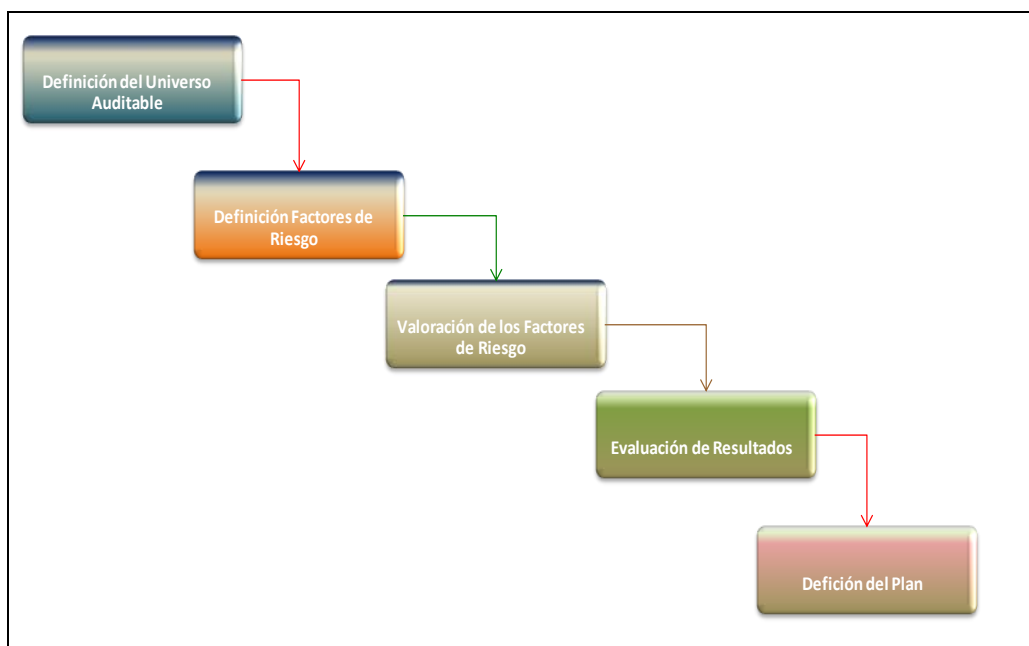 Definición del Universo
Auditable
Definición Factores de
Riesgo
Valoración de los Factores
de Riesgo
Evaluación de Resultados
Defición del Plan